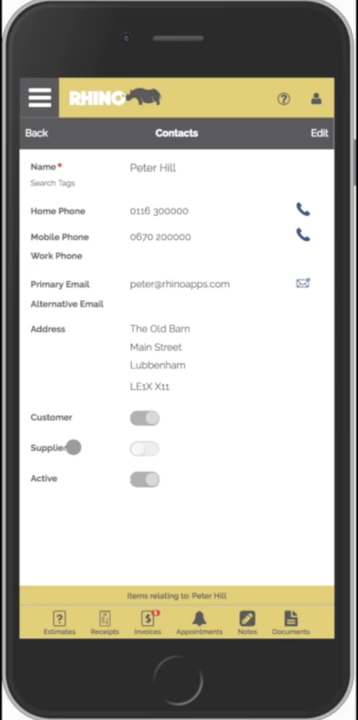 RHINO
Back Contacts Edit
Name* Peter Hill
Search Tags
Home Phone 0116 300000
Mobile Phone 0670 200000
Work Phone
Primary Email peter@rhinoapps.com
Alternative Email
Address The Old Barn
Main Street
Lubbenham
LE1X X11
Customer
Supplier
Active
Items relating to: Peter Hill
Estimates Receipts Invoices Appointments Notes Documents